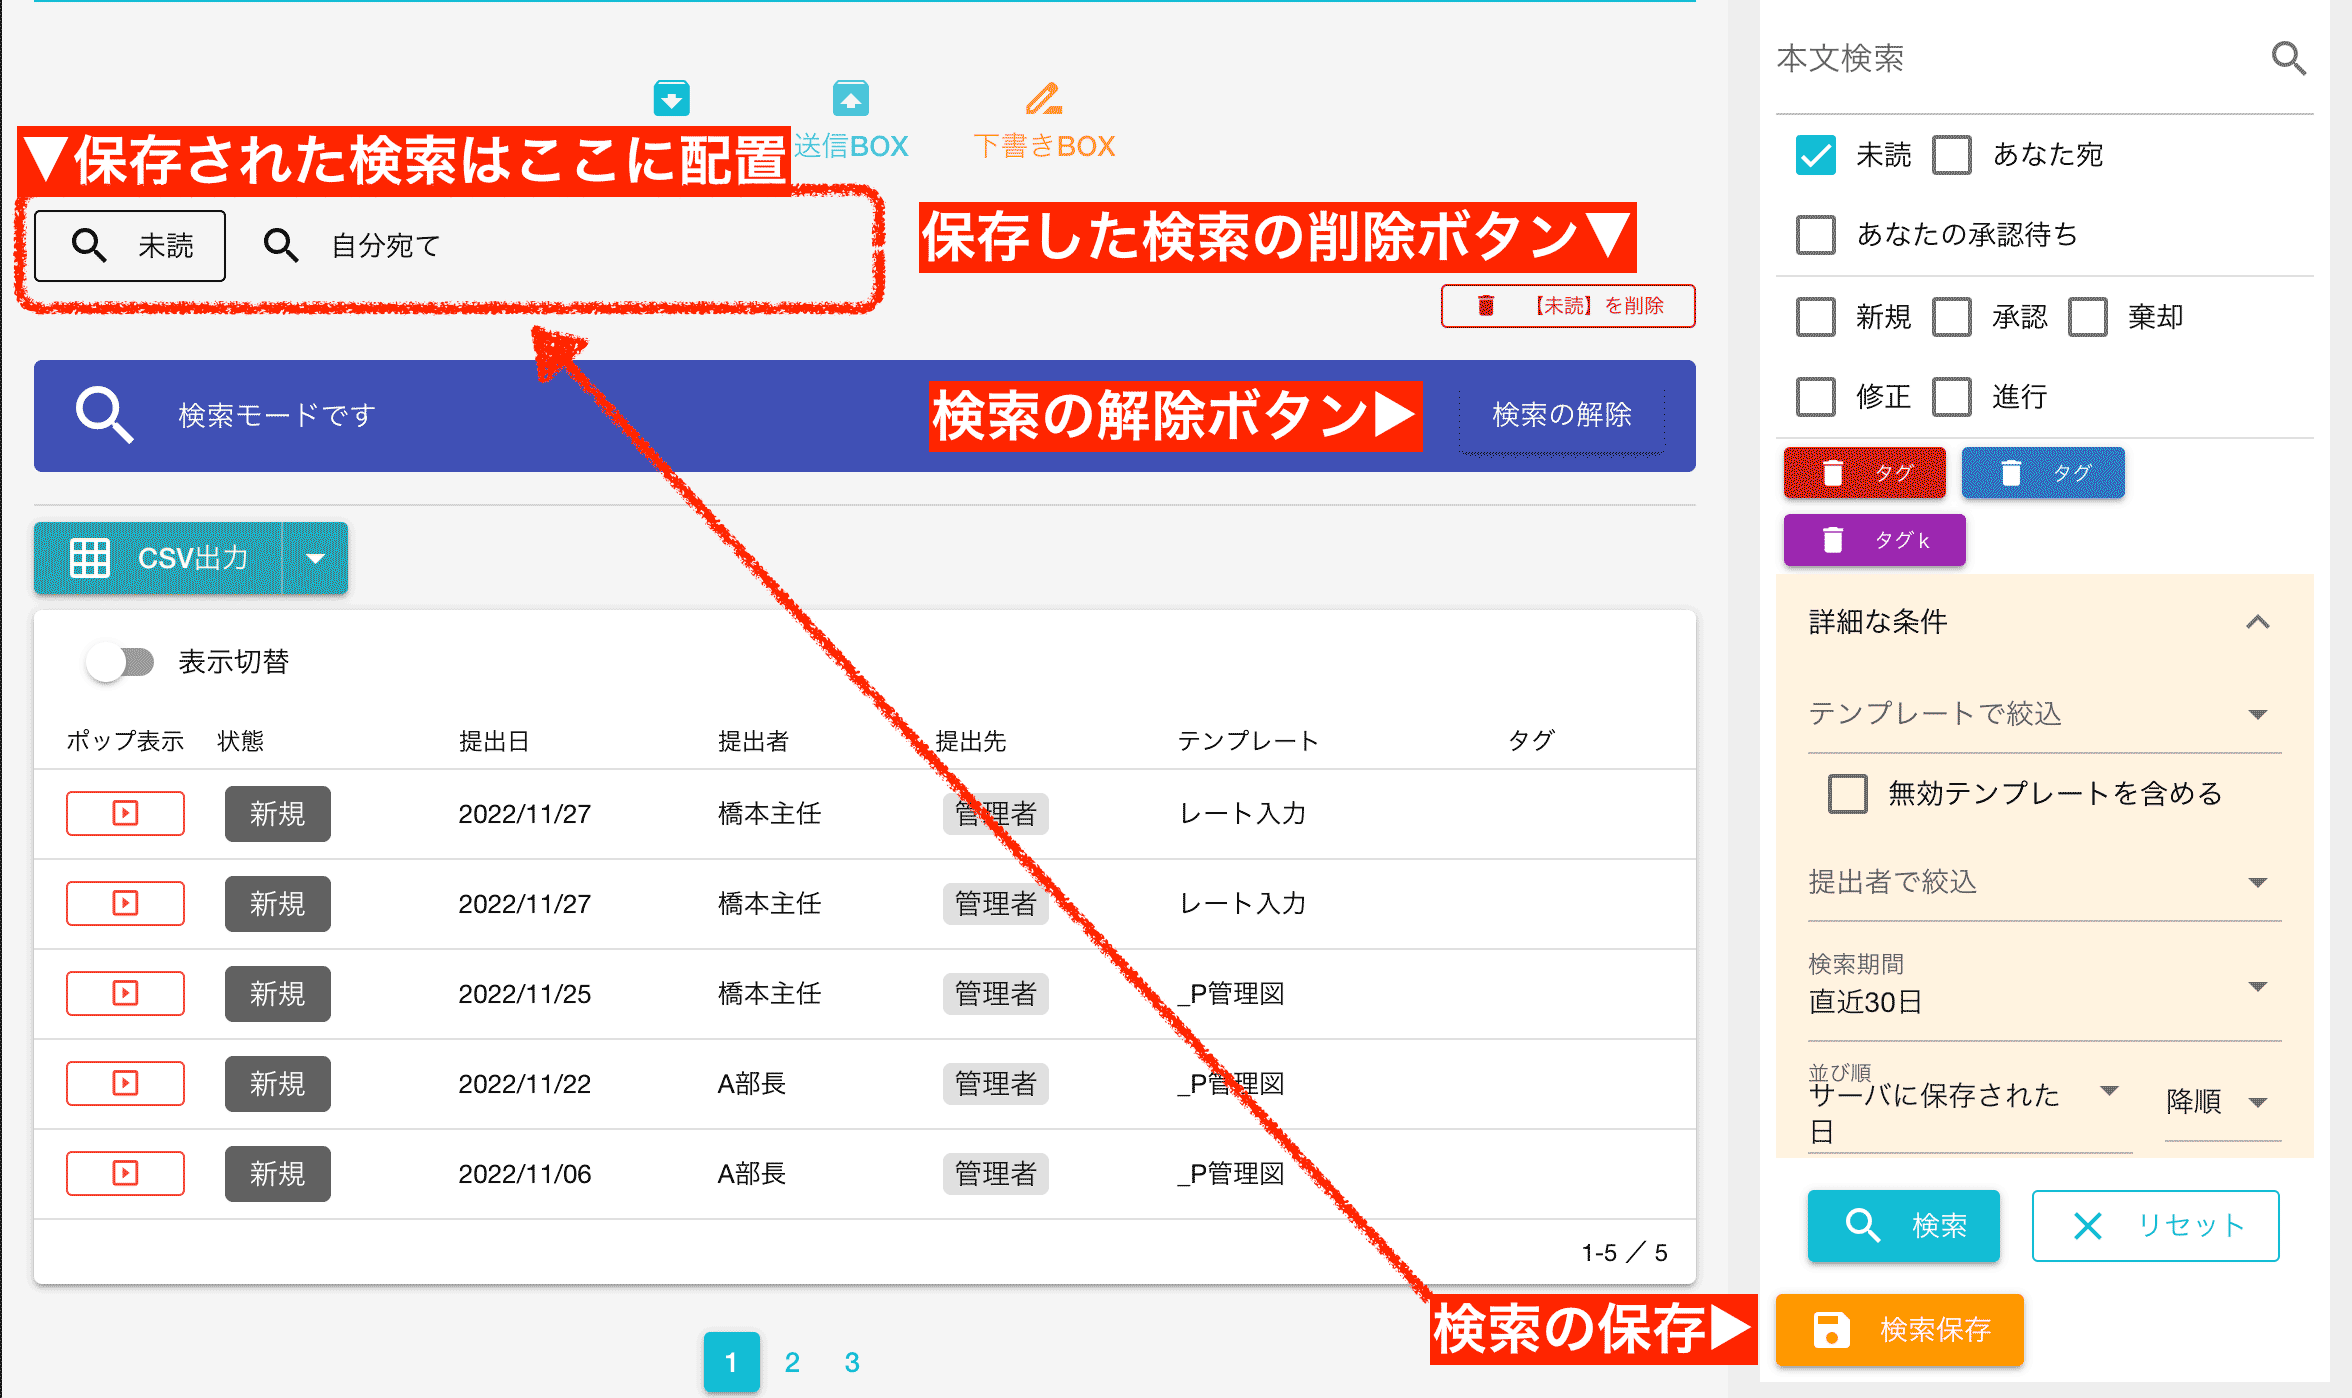 送信BOX
下書きBOX
▼保存された検索はここに配置
未読
自分宛て
保存した検索の削除ボタン▼
【未読】を削除
検索モードです
検索の解除ボタン▶
検索の解除
CSV出力
表示切替
ポップ表示 状態 提出日 提出者 提出先 テンプレート タグ
新規 2022/11/27 橋本主任 管理者 レート入力
新規 2022/11/27 橋本主任 管理者 レート入力
新規 2022/11/25 橋本主任 管理者 _P管理図
新規 2022/11/22 A部長 管理者 _P管理図
新規 2022/11/06 A部長 管理者 _P管理図
1-5 ／ 5
1 2 3
検索の保存▶
本文検索
未読 あなた宛
あなたの承認待ち
新規 承認 棄却
修正 進行
タグ タグ
タグk
詳細な条件
テンプレートで絞込
無効テンプレートを含める
提出者で絞込
検索期間
直近30日
並び順
サーバに保存された
日
降順
検索 リセット
検索保存